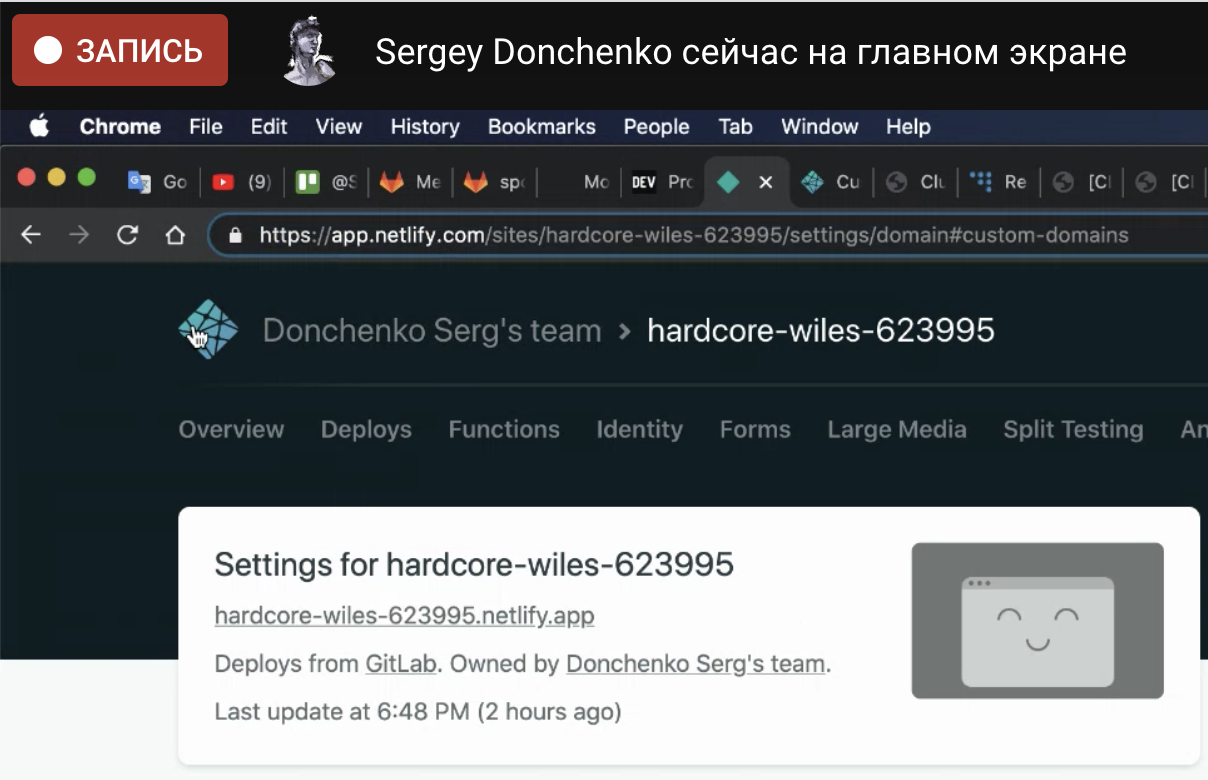 ЗАПИСЬ Sergey Donchenko сейчас на главном экране
Chrome File Edit View History Bookmarks People Tab Window Help
Go (9) @S Me spo Mo DEV Pro Cu Clu Re [Cl [Cl
https://app.netlify.com/sites/hardcore-wiles-623995/settings/domain#custom-domains
Donchenko Serg's team > hardcore-wiles-623995
Overview Deploys Functions Identity Forms Large Media Split Testing An
Settings for hardcore-wiles-623995
hardcore-wiles-623995.netlify.app
Deploys from GitLab. Owned by Donchenko Serg's team.
Last update at 6:48 PM (2 hours ago)